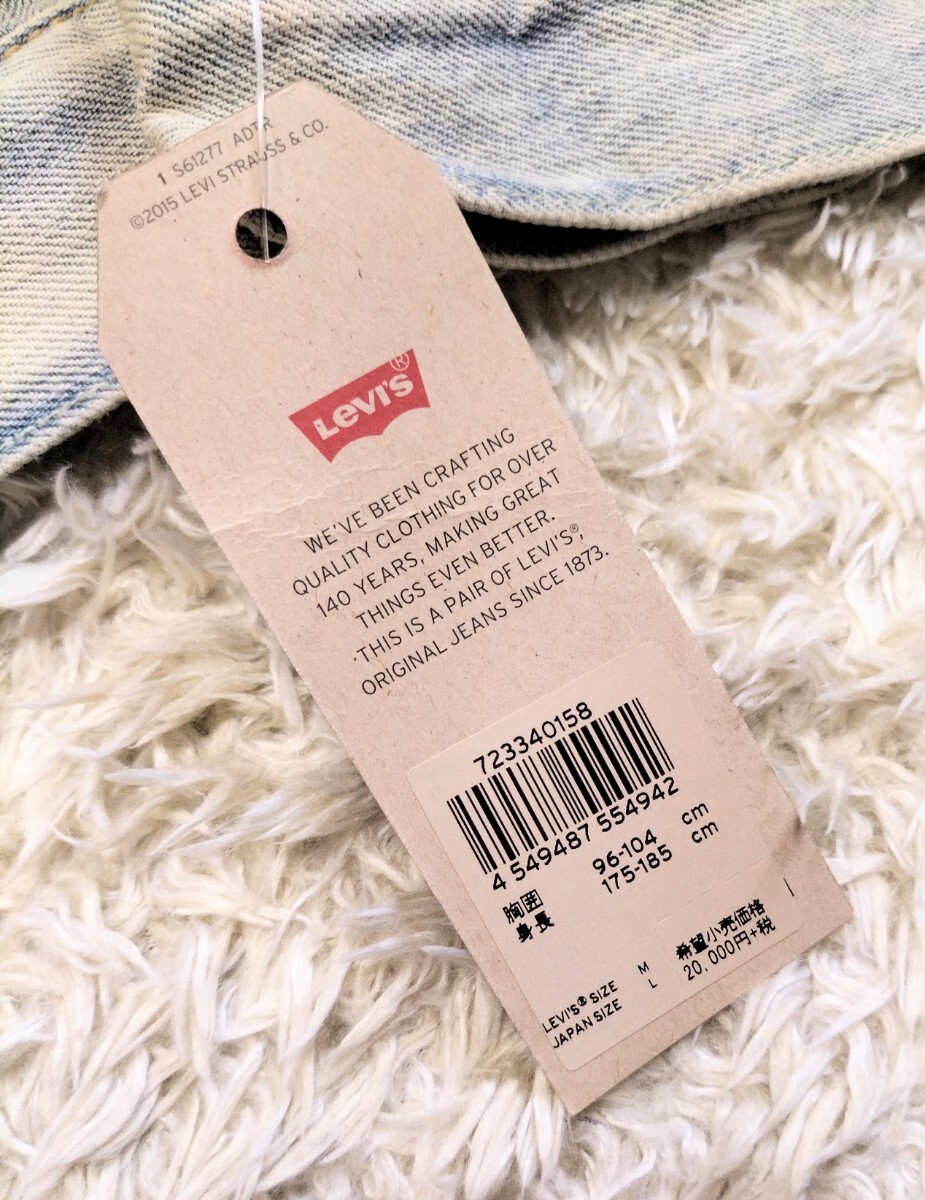 1 S61277 ADTR
©2015 LEVI STRAUSS & CO.
Levi's®
WE'VE BEEN CRAFTING
QUALITY CLOTHING FOR OVER
140 YEARS, MAKING GREAT
THINGS EVEN BETTER.
THIS IS A PAIR OF LEVI'S®,
ORIGINAL JEANS SINCE 1873.
723340158
4 549487 554942
胸囲 96-104 cm
身長 175-185 cm
LEVI'S® SIZE M
JAPAN SIZE L
希望小売価格
20,000円+税